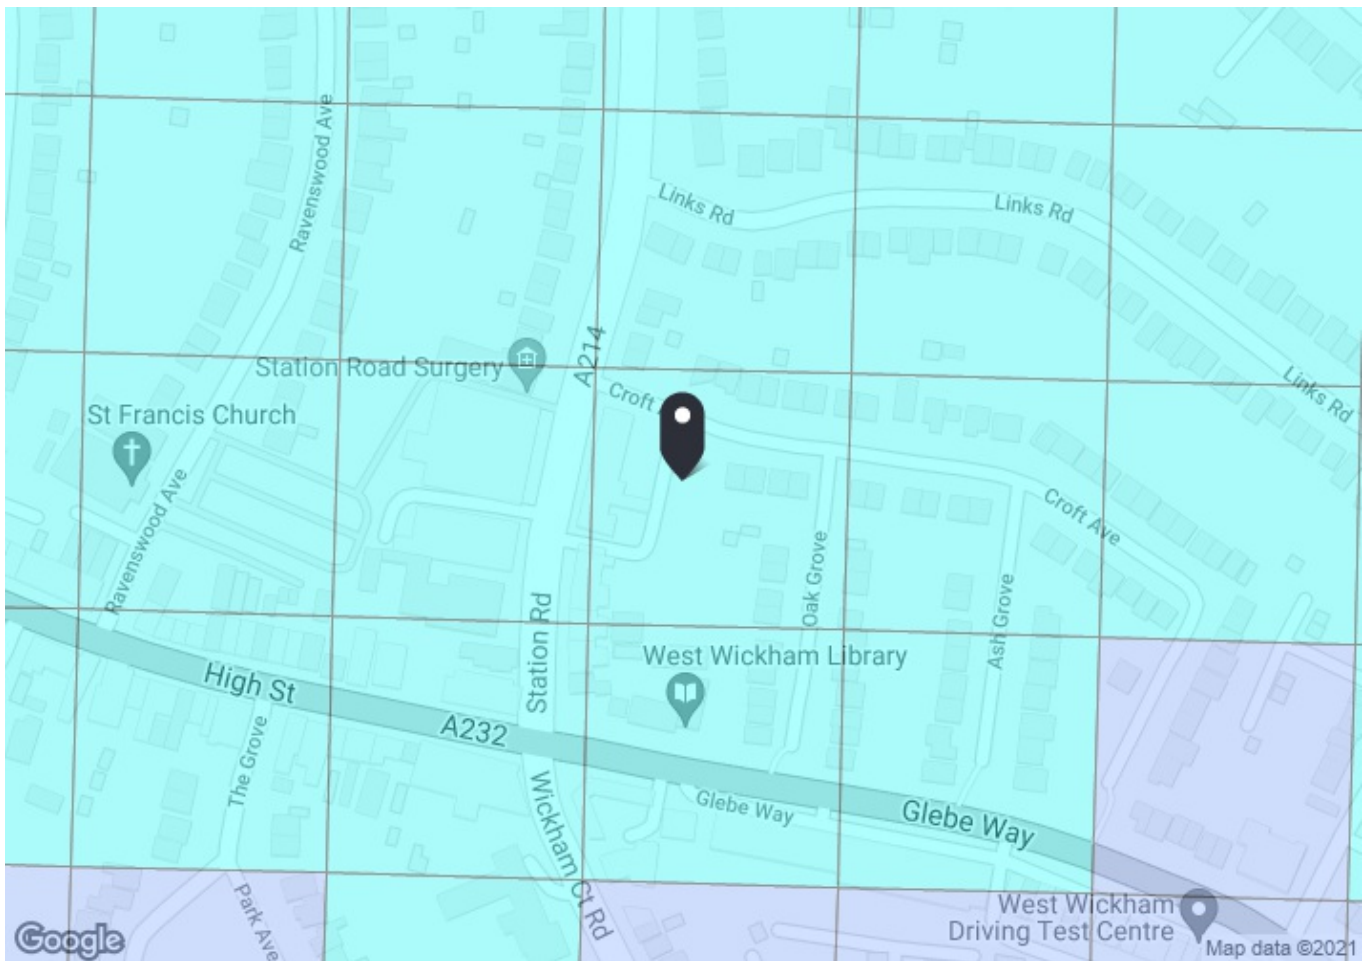 Ravenswood Ave
Links Rd
Links Rd
A214
Station Road Surgery
Links Rd
St Francis Church
Croft A
Ravenswood Ave
Croft Ave
Oak Grove
Ash Grove
Station Rd
West Wickham Library
High St
A232
The Grove
Wickham Ct Rd
Glebe Way
Glebe Way
Park Ave
West Wickham
Driving Test Centre
Google
Map data ©2021